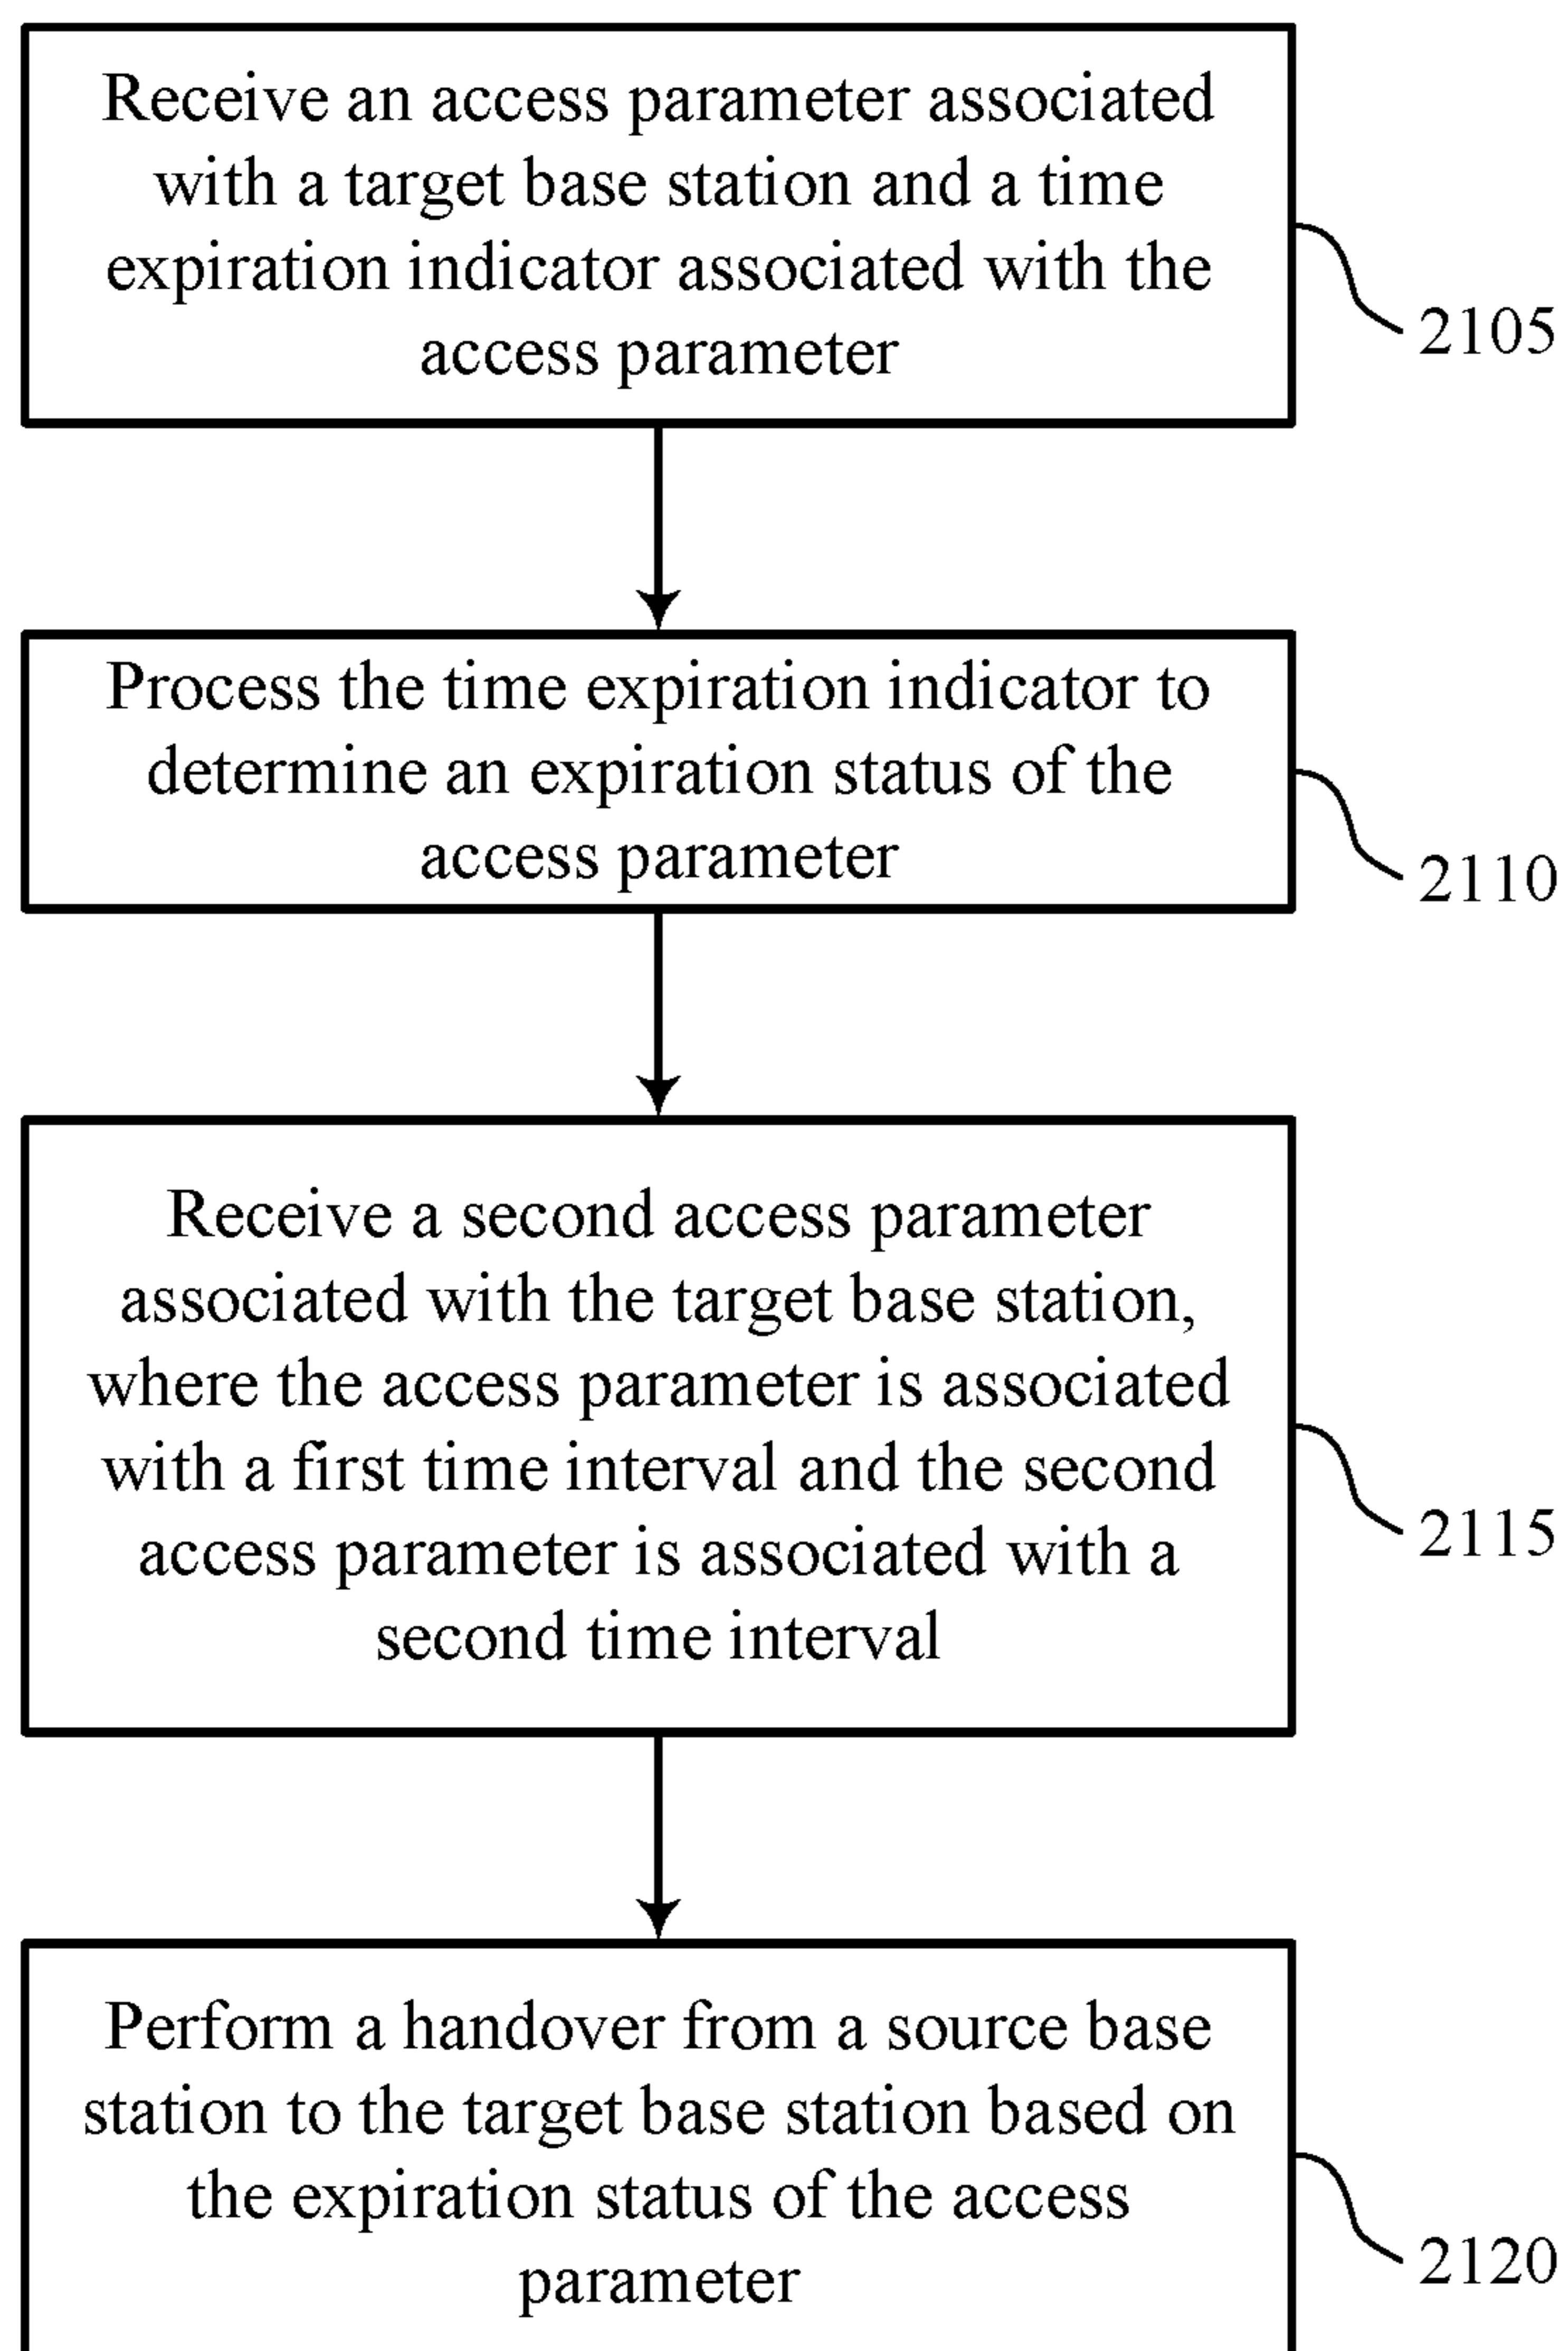 Receive an access parameter associated
with a target base station and a time
expiration indicator associated with the
access parameter
2105
Process the time expiration indicator to
determine an expiration status of the
access parameter
2110
Receive a second access parameter
associated with the target base station,
where the access parameter is associated
with a first time interval and the second
access parameter is associated with a
second time interval
2115
Perform a handover from a source base
station to the target base station based on
the expiration status of the access
parameter
2120